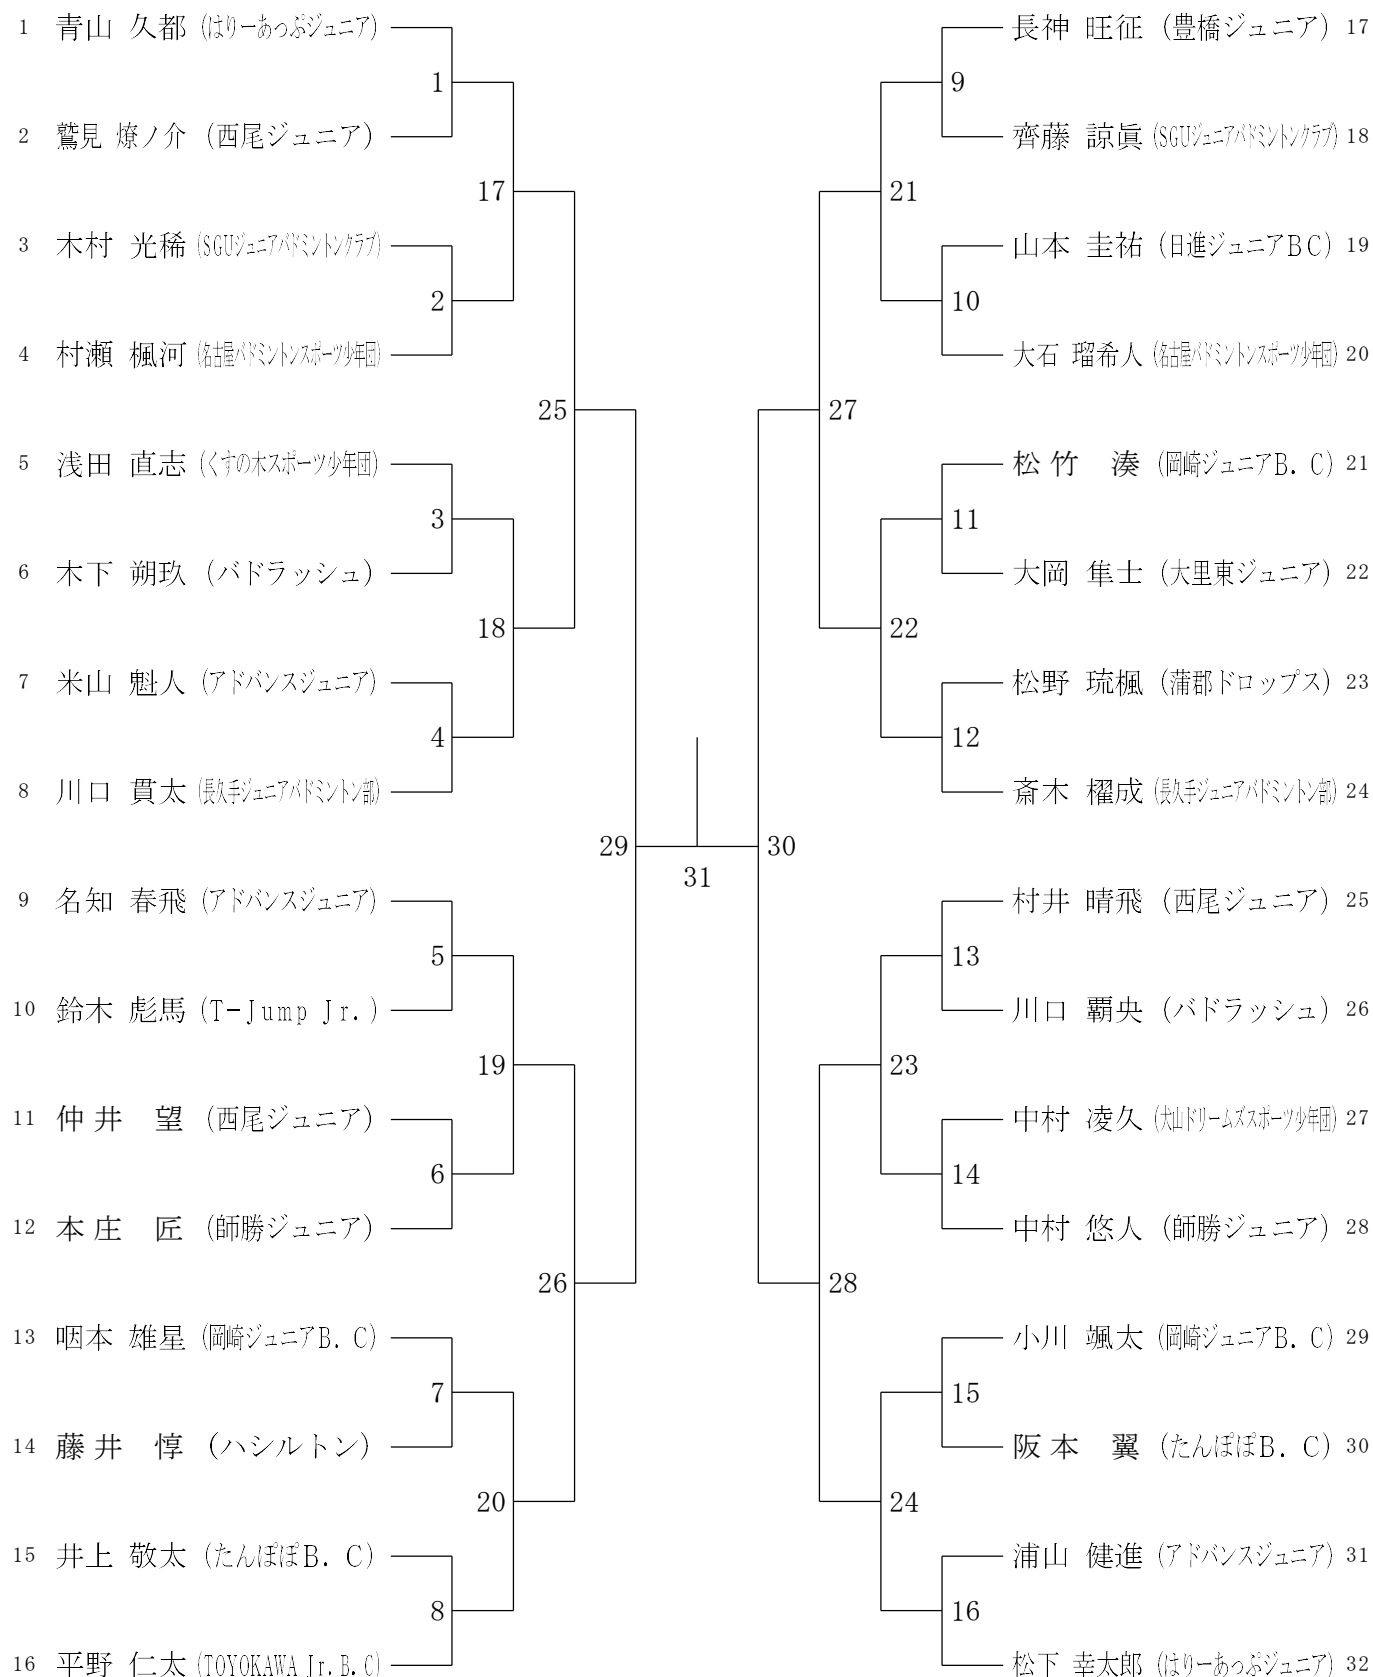 1 青山 久都 (はりーあっぷジュニア)
1
2 鷲見 燎ノ介 (西尾ジュニア)
17
3 木村 光稀 (SGUジュニアバドミントンクラブ)
2
4 村瀬 楓河 (名古屋バドミントンスポーツ少年団)
25
5 浅田 直志 (くすの木スポーツ少年団)
3
6 木下 朔玖 (バドラッシュ)
18
7 米山 魁人 (アドバンスジュニア)
4
8 川口 貫太 (長久手ジュニアバドミントン部)
29
9 名知 春飛 (アドバンスジュニア)
5
10 鈴木 彪馬 (T-Jump Jr.)
19
11 仲井 望 (西尾ジュニア)
6
12 本庄 匠 (師勝ジュニア)
26
13 咽本 雄星 (岡崎ジュニアB.C)
7
14 藤井 惇 (ハシルトン)
20
15 井上 敬太 (たんぽぽB.C)
8
16 平野 仁太 (TOYOKAWA Jr.B.C)
31
長神 旺征 (豊橋ジュニア) 17
9
齊藤 諒眞 (SGUジュニアバドミントンクラブ) 18
21
山本 圭祐 (日進ジュニアBC) 19
10
大石 瑠希人 (名古屋バドミントンスポーツ少年団) 20
27
松竹 湊 (岡崎ジュニアB.C) 21
11
大岡 隼士 (大里東ジュニア) 22
22
松野 琉楓 (蒲郡ドロップス) 23
12
斎木 櫂成 (長久手ジュニアバドミントン部) 24
30
村井 晴飛 (西尾ジュニア) 25
13
川口 覇央 (バドラッシュ) 26
23
中村 凌久 (犬山ドリームズスポーツ少年団) 27
14
中村 悠人 (師勝ジュニア) 28
28
小川 颯太 (岡崎ジュニアB.C) 29
15
阪本 翼 (たんぽぽB.C) 30
24
浦山 健進 (アドバンスジュニア) 31
16
松下 幸太郎 (はりーあっぷジュニア) 32